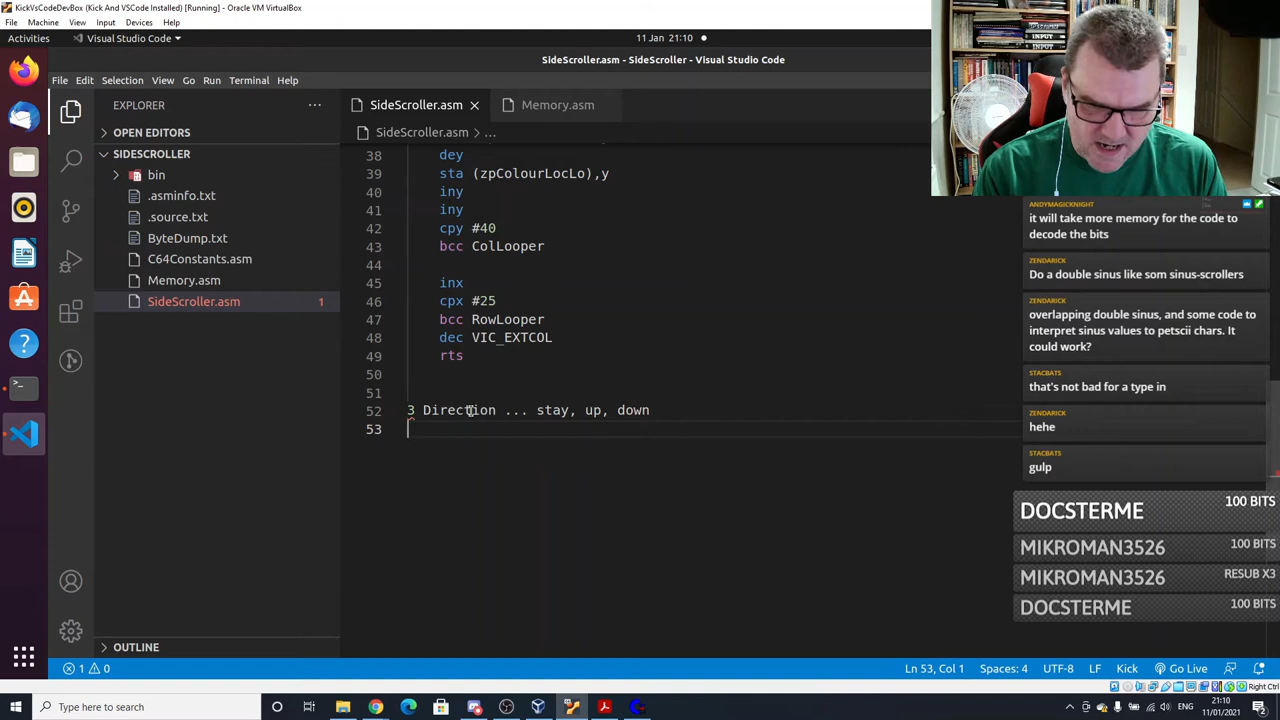 KickVsCodeDevBox (Kick And VSCode Installed) [Running] - Oracle VM VirtualBox
File Machine View Input Devices Help
Activities
Visual Studio Code
11 Jan 21:10
SideScroller.asm - SideScroller - Visual Studio Code
File Edit Selection View Go Run Terminal Help
EXPLORER
SideScroller.asm
Memory.asm
OPEN EDITORS
SideScroller.asm > ...
SIDESCROLLER
bin
.asminfo.txt
.source.txt
ByteDump.txt
C64Constants.asm
Memory.asm
SideScroller.asm 1
38 dey
39 sta (zpColourLocLo),y
40 iny
41 iny
42 cpy #40
43 bcc ColLooper
44
45 inx
46 cpx #25
47 bcc RowLooper
48 dec VIC_EXTCOL
49 rts
50
51
52 3 Direction ... stay, up, down
53
OUTLINE
1 0
Ln 53, Col 1 Spaces: 4 UTF-8 LF Kick Go Live
INPUT
INPUT
ANDYMAGICKNIGHT
it will take more memory for the code to
decode the bits
ZENDARICK
Do a double sinus like som sinus-scrollers
ZENDARICK
overlapping double sinus, and some code to
interpret sinus values to petscii chars. It
could work?
STACBATS
that's not bad for a type in
ZENDARICK
hehe
STACBATS
gulp
DOCSTERME 100 BITS
MIKROMAN3526 100 BITS
MIKROMAN3526 RESUB X3
DOCSTERME 100 BITS
Right Ctrl
Type here to search
21:10
11/01/2021